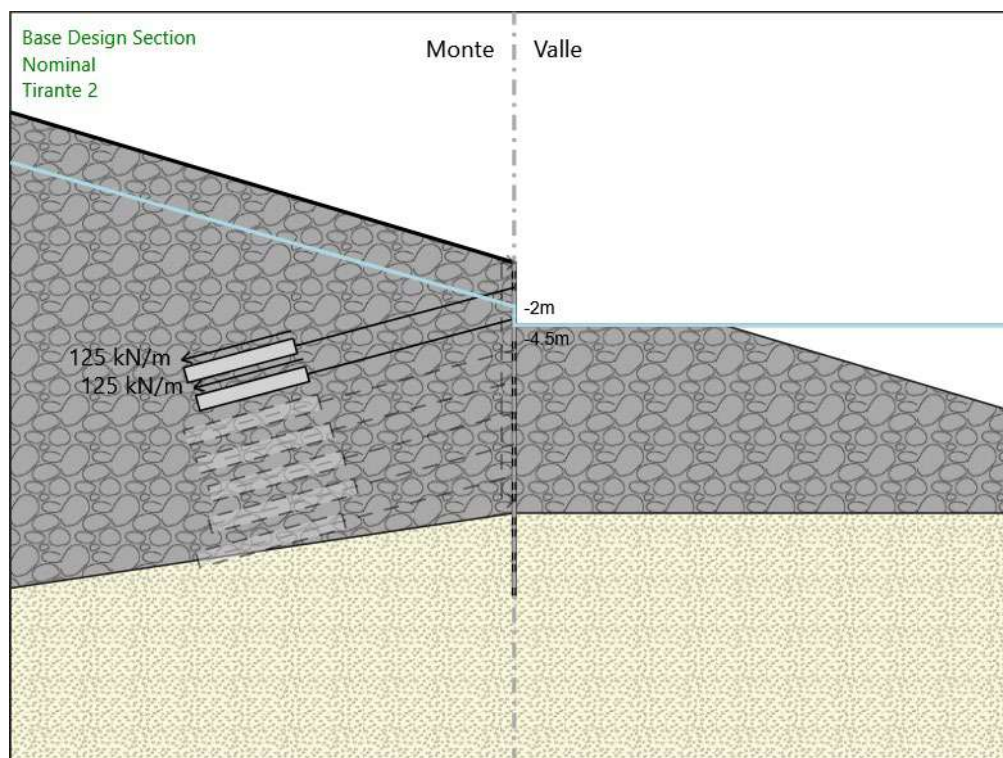 Base Design Section
Nominal
Tirante 2
Monte
Valle
-2m
-4.5m
125 kN/m
125 kN/m